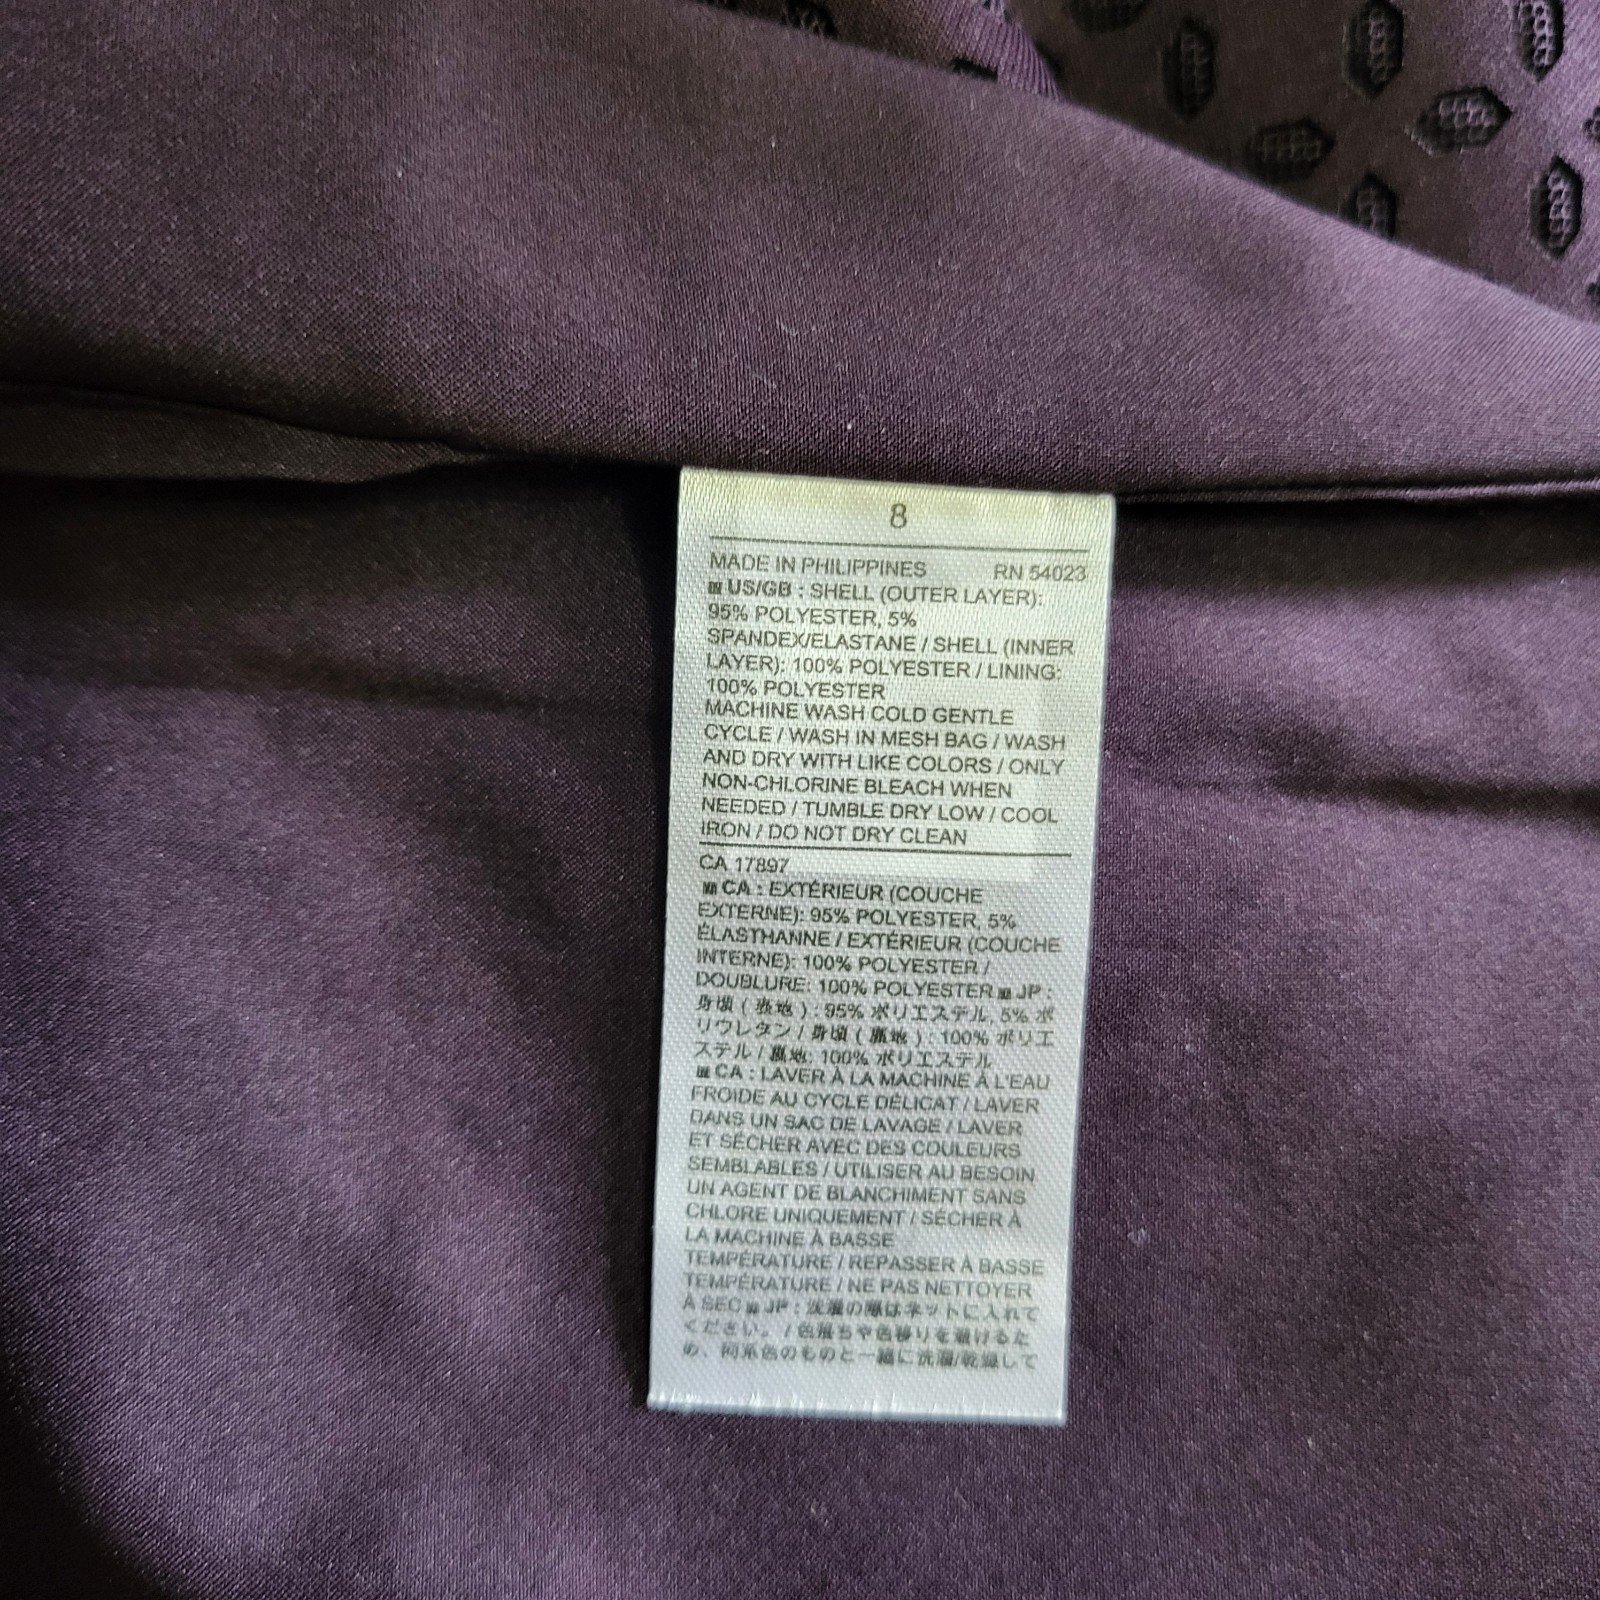 8
MADE IN PHILIPPINES RN 54023
US/GB : SHELL (OUTER LAYER):
95% POLYESTER, 5%
SPANDEX/ELASTANE / SHELL (INNER
LAYER): 100% POLYESTER / LINING:
100% POLYESTER
MACHINE WASH COLD GENTLE
CYCLE / WASH IN MESH BAG / WASH
AND DRY WITH LIKE COLORS / ONLY
NON-CHLORINE BLEACH WHEN
NEEDED / TUMBLE DRY LOW / COOL
IRON / DO NOT DRY CLEAN
CA 17897
CA : EXTÉRIEUR (COUCHE
EXTERNE): 95% POLYESTER, 5%
ÉLASTHANNE / EXTÉRIEUR (COUCHE
INTERNE): 100% POLYESTER /
DOUBLURE: 100% POLYESTER JP :
身頃 ( 表地 ) : 95% ポリエステル, 5% ポ
リウレタン / 身頃 ( 裏地 ) : 100% ポリエ
ステル / 裏地: 100% ポリエステル
CA : LAVER À LA MACHINE À L'EAU
FROIDE AU CYCLE DÉLICAT / LAVER
DANS UN SAC DE LAVAGE / LAVER
ET SÉCHER AVEC DES COULEURS
SEMBLABLES / UTILISER AU BESOIN
UN AGENT DE BLANCHIMENT SANS
CHLORE UNIQUEMENT / SÉCHER À
LA MACHINE À BASSE
TEMPÉRATURE / REPASSER À BASSE
TEMPÉRATURE / NE PAS NETTOYER
À SEC JP : 洗濯の際はネットに入れて
ください。 / 色落ちや色移りを避けるた
め、同系色のものと一緒に洗濯/乾燥して